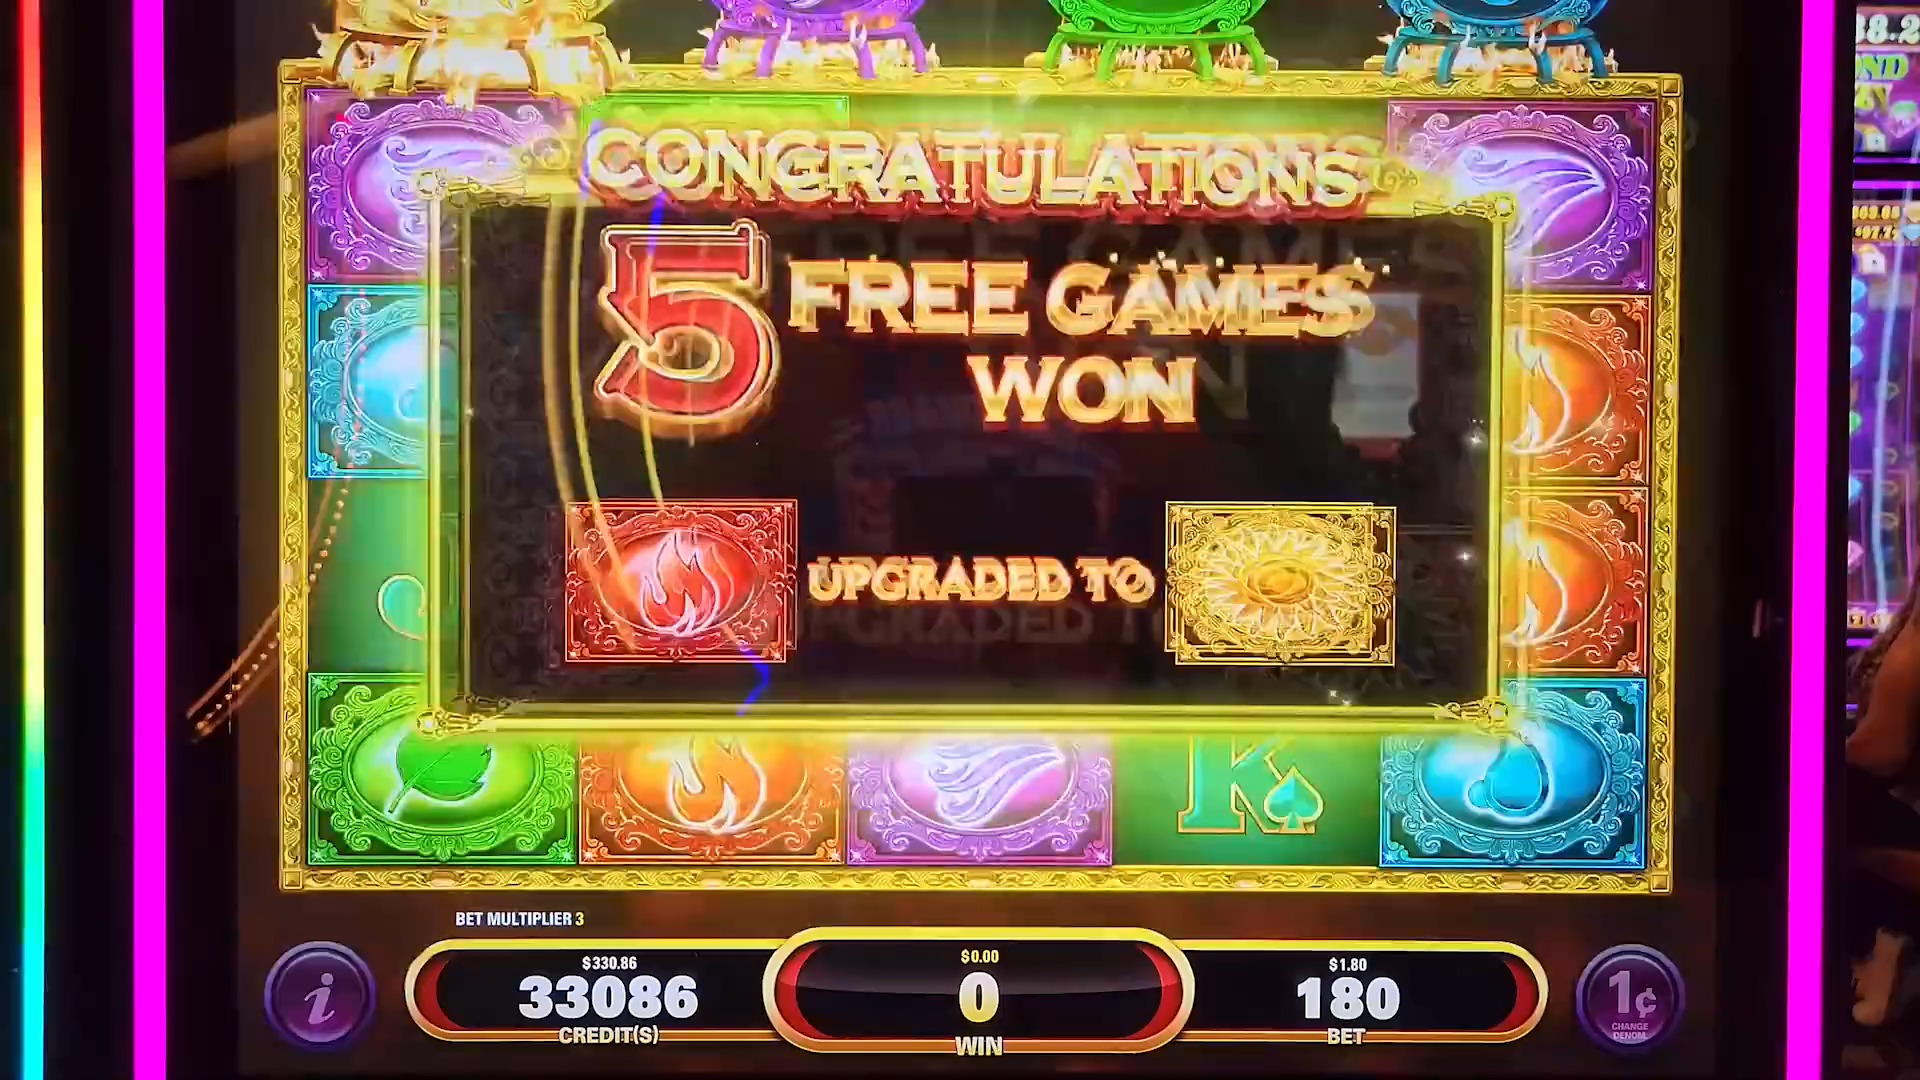 CONGRATULATIONS
5 FREE GAMES
WON
UPGRADED TO
K
BET MULTIPLIER 3
$330.86
33086
CREDIT(S)
$0.00
0
WIN
$1.80
180
BET
i
1¢
CHANGE
DENOM.